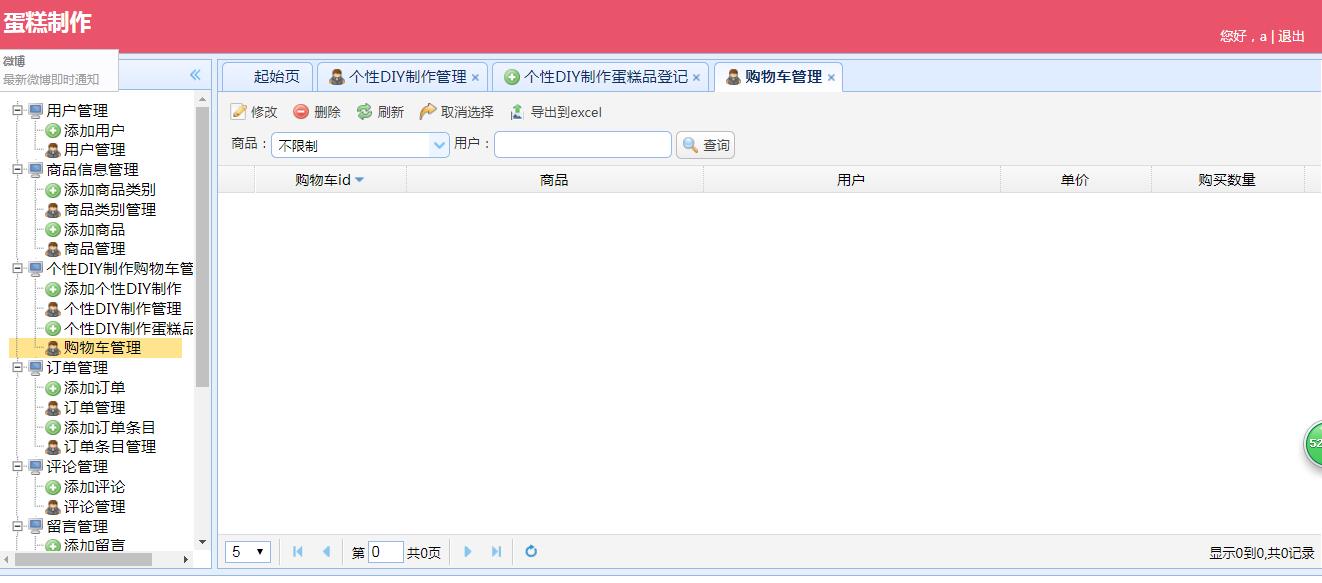 蛋糕制作
您好，a | 退出
微博
最新微博即时通知
起始页
个性DIY制作管理
个性DIY制作蛋糕品登记
购物车管理
修改
删除
刷新
取消选择
导出到excel
商品：
不限制
用户：
查询
购物车id
商品
用户
单价
购买数量
用户管理
添加用户
用户管理
商品信息管理
添加商品类别
商品类别管理
添加商品
商品管理
个性DIY制作购物车管
添加个性DIY制作
个性DIY制作管理
个性DIY制作蛋糕品
购物车管理
订单管理
添加订单
订单管理
添加订单条目
订单条目管理
评论管理
添加评论
评论管理
留言管理
添加留言
52
5
第 0 共0页
显示0到0,共0记录